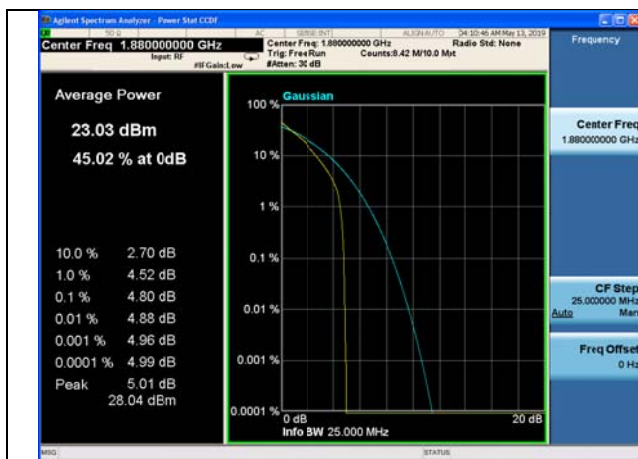 Agilent Spectrum Analyzer - Power Stat CCDF
50 Ω AC SENSE:INT ALIGN AUTO 04:10:46 AM May 13, 2019
Center Freq 1.880000000 GHz
Input: RF
#IFGain:Low
Center Freq: 1.880000000 GHz
Radio Std: None
Trig: Free Run
Counts:8.42 M/10.0 Mpt
#Atten: 30 dB
Frequency
Average Power
23.03 dBm
45.02 % at 0dB
10.0 % 2.70 dB
1.0 % 4.52 dB
0.1 % 4.80 dB
0.01 % 4.88 dB
0.001 % 4.96 dB
0.0001 % 4.99 dB
Peak 5.01 dB
28.04 dBm
Gaussian
100 %
10 %
1 %
0.1 %
0.01 %
0.001 %
0.0001 %
0 dB
20 dB
Info BW 25.000 MHz
Center Freq
1.880000000 GHz
CF Step
25.000000 MHz
Auto Man
Freq Offset
0 Hz
MSG
STATUS